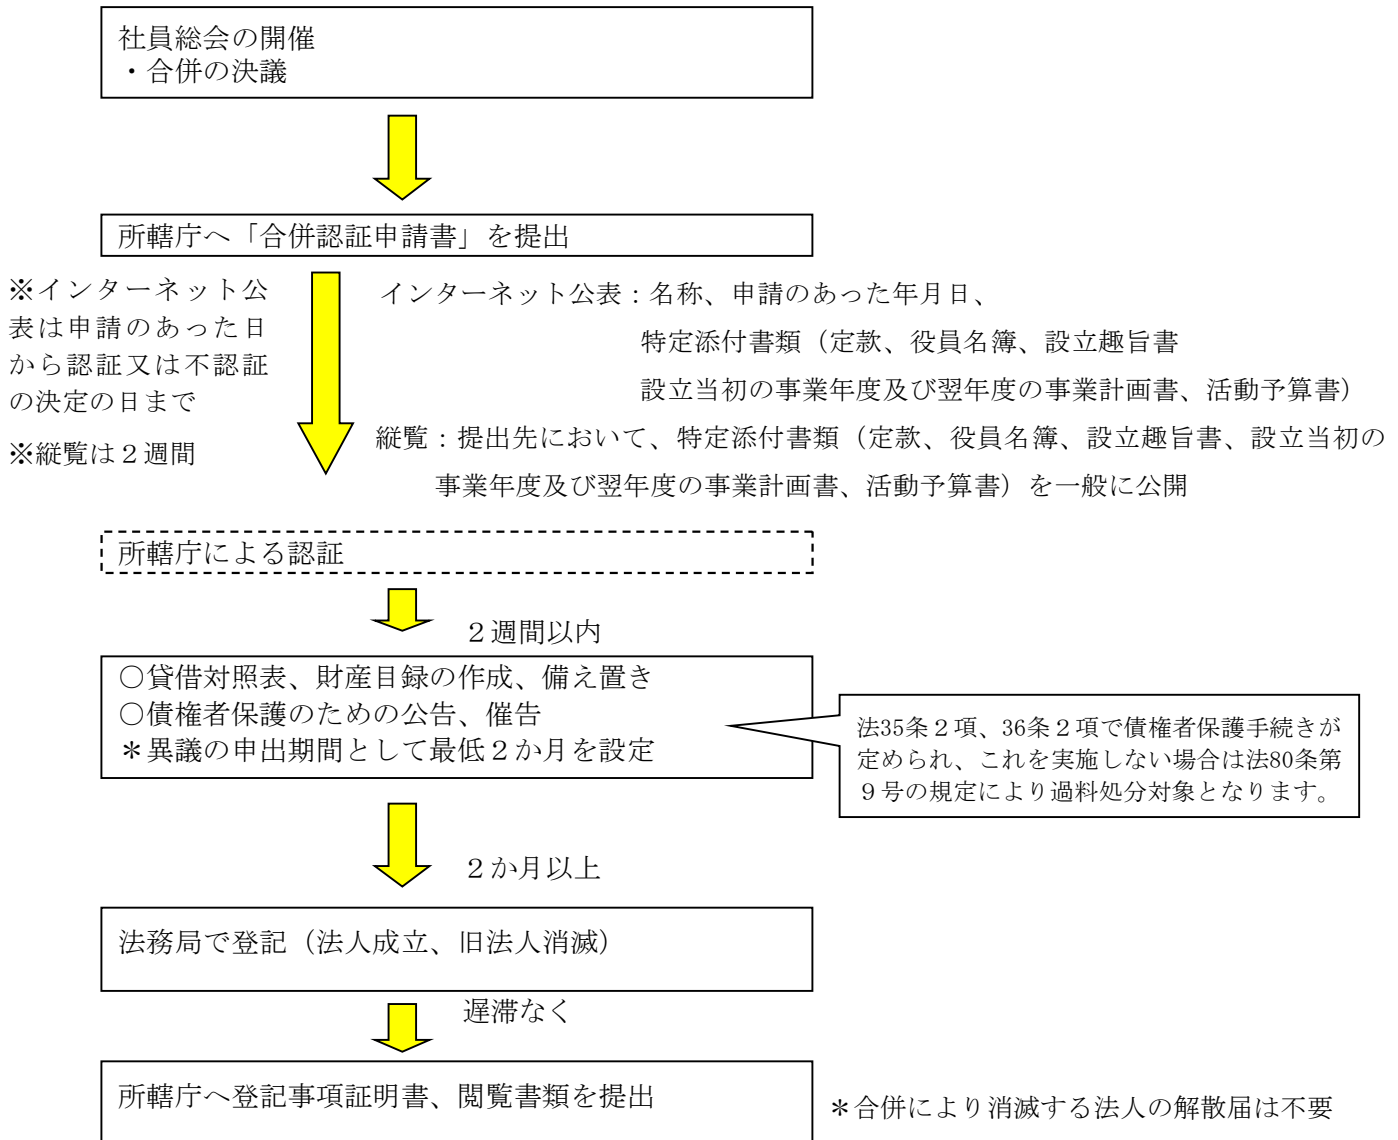 社員総会の開催
・合併の決議
所轄庁へ「合併認証申請書」を提出
※インターネット公
表は申請のあった日
から認証又は不認証
の決定の日まで
※縦覧は２週間
インターネット公表：名称、申請のあった年月日、
特定添付書類（定款、役員名簿、設立趣旨書
設立当初の事業年度及び翌年度の事業計画書、活動予算書）
縦覧：提出先において、特定添付書類（定款、役員名簿、設立趣旨書、設立当初の
事業年度及び翌年度の事業計画書、活動予算書）を一般に公開
所轄庁による認証
２週間以内
○貸借対照表、財産目録の作成、備え置き
○債権者保護のための公告、催告
＊異議の申出期間として最低２か月を設定
法35条２項、36条２項で債権者保護手続きが
定められ、これを実施しない場合は法80条第
９号の規定により過料処分対象となります。
２か月以上
法務局で登記（法人成立、旧法人消滅）
遅滞なく
所轄庁へ登記事項証明書、閲覧書類を提出
＊合併により消滅する法人の解散届は不要